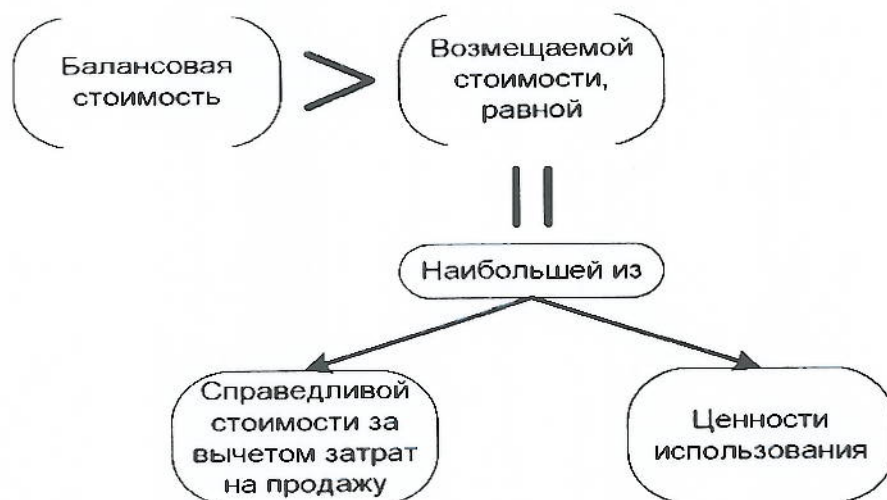 Балансовая
стоимость
>
Возмещаемой
стоимости,
равной
Наибольшей из
Справедливой
стоимости за
вычетом затрат
на продажу
Ценности
использования